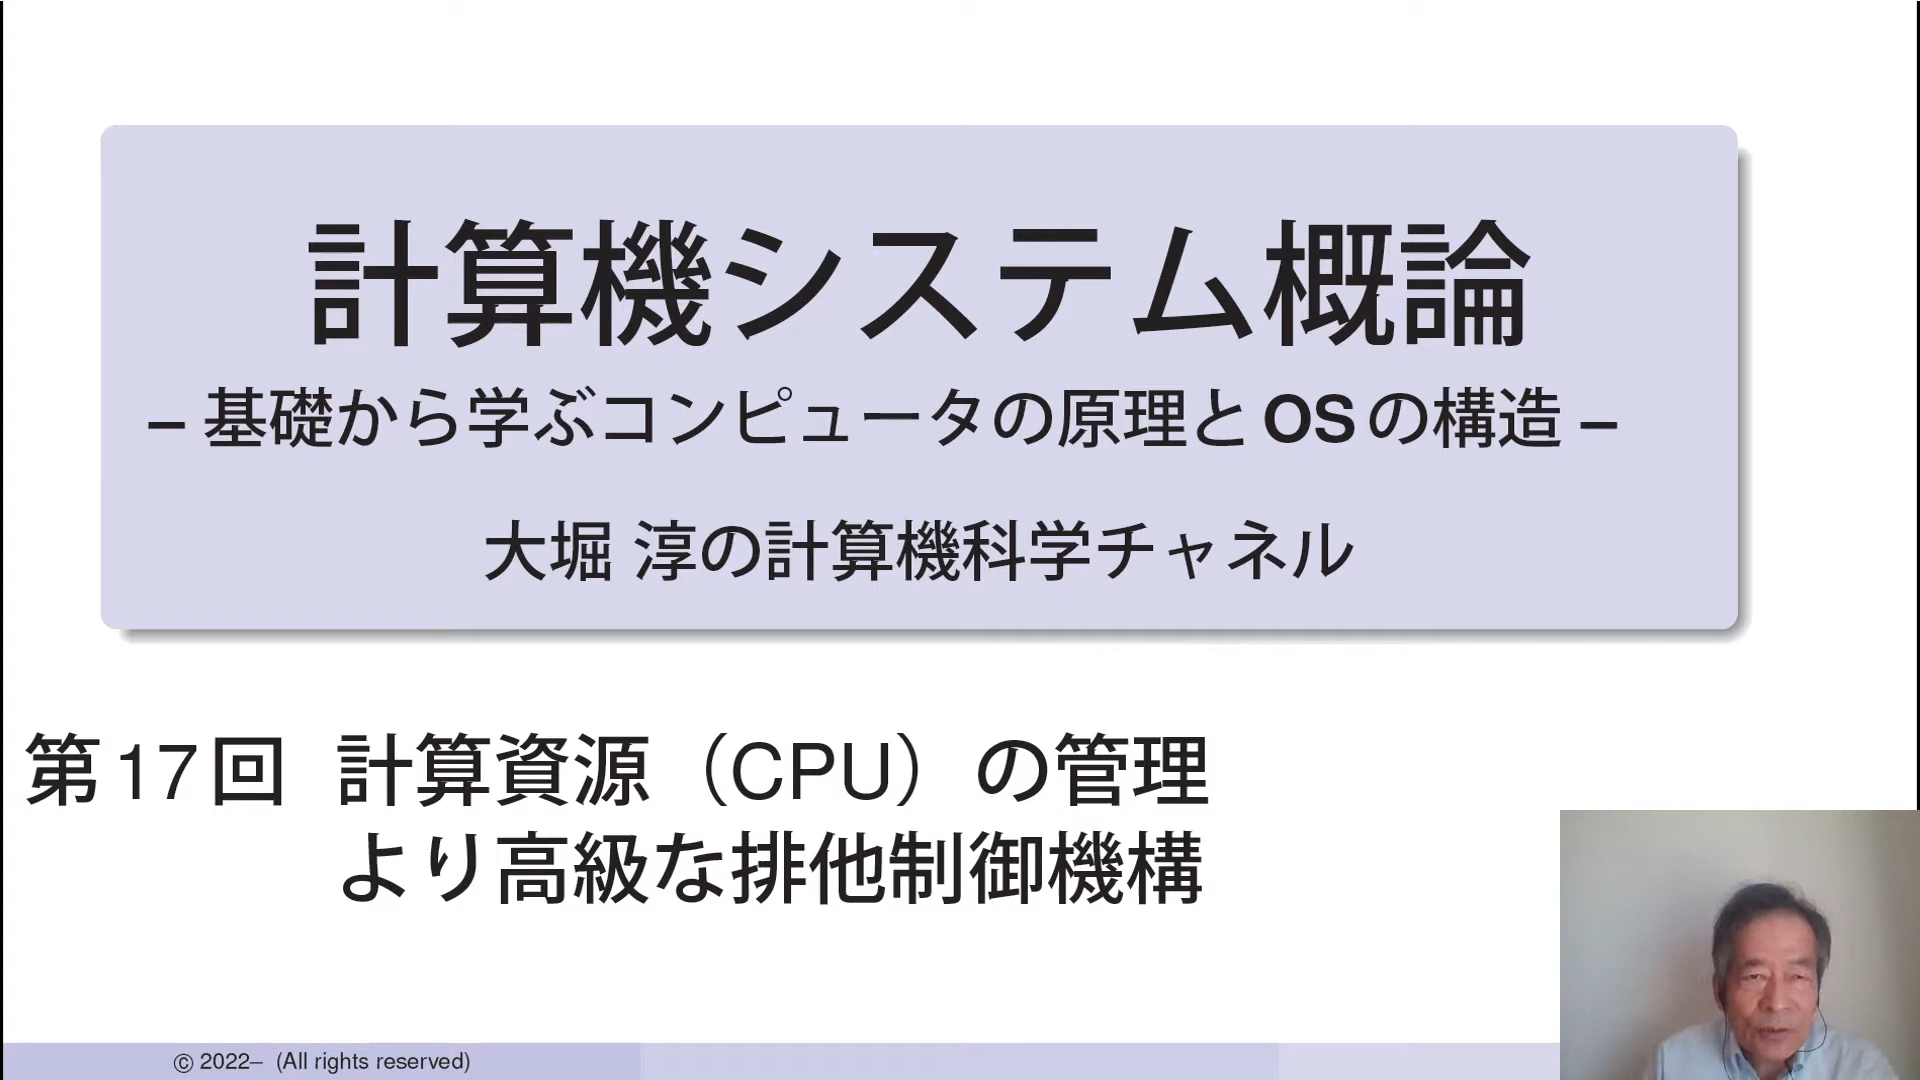 計算機システム概論
– 基礎から学ぶコンピュータの原理とOSの構造 –
大堀 淳の計算機科学チャネル
第17回 計算資源（CPU）の管理
より高級な排他制御機構
© 2022– (All rights reserved)